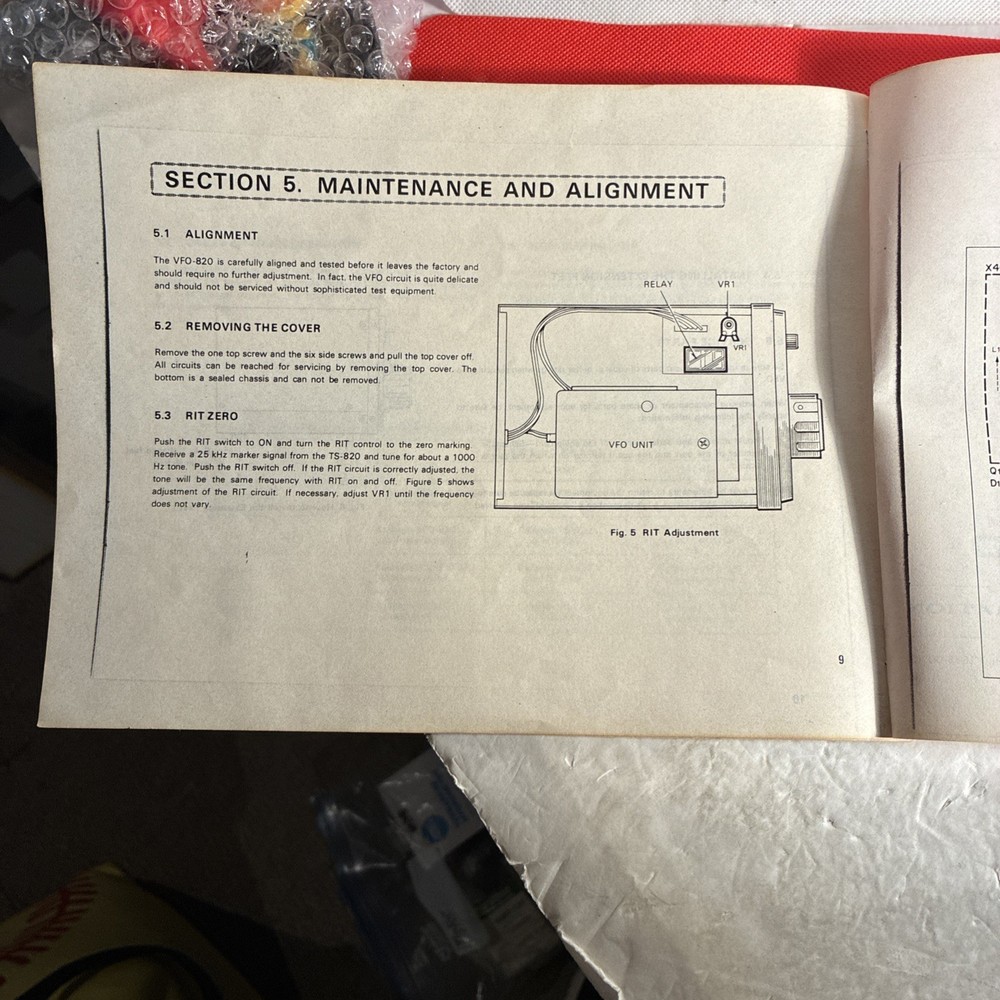 SECTION 5. MAINTENANCE AND ALIGNMENT
5.1 ALIGNMENT
The VFO-820 is carefully aligned and tested before it leaves the factory and
should require no further adjustment. In fact, the VFO circuit is quite delicate
and should not be serviced without sophisticated test equipment.
5.2 REMOVING THE COVER
Remove the one top screw and the six side screws and pull the top cover off.
All circuits can be reached for servicing by removing the top cover. The
bottom is a sealed chassis and can not be removed.
5.3 RIT ZERO
Push the RIT switch to ON and turn the RIT control to the zero marking.
Receive a 25 kHz marker signal from the TS-820 and tune for about a 1000
Hz tone. Push the RIT switch off. If the RIT circuit is correctly adjusted, the
tone will be the same frequency with RIT on and off. Figure 5 shows
adjustment of the RIT circuit. If necessary, adjust VR1 until the frequency
does not vary.
RELAY VR1
VR1
VFO UNIT
Fig. 5 RIT Adjustment
9
X4
L1